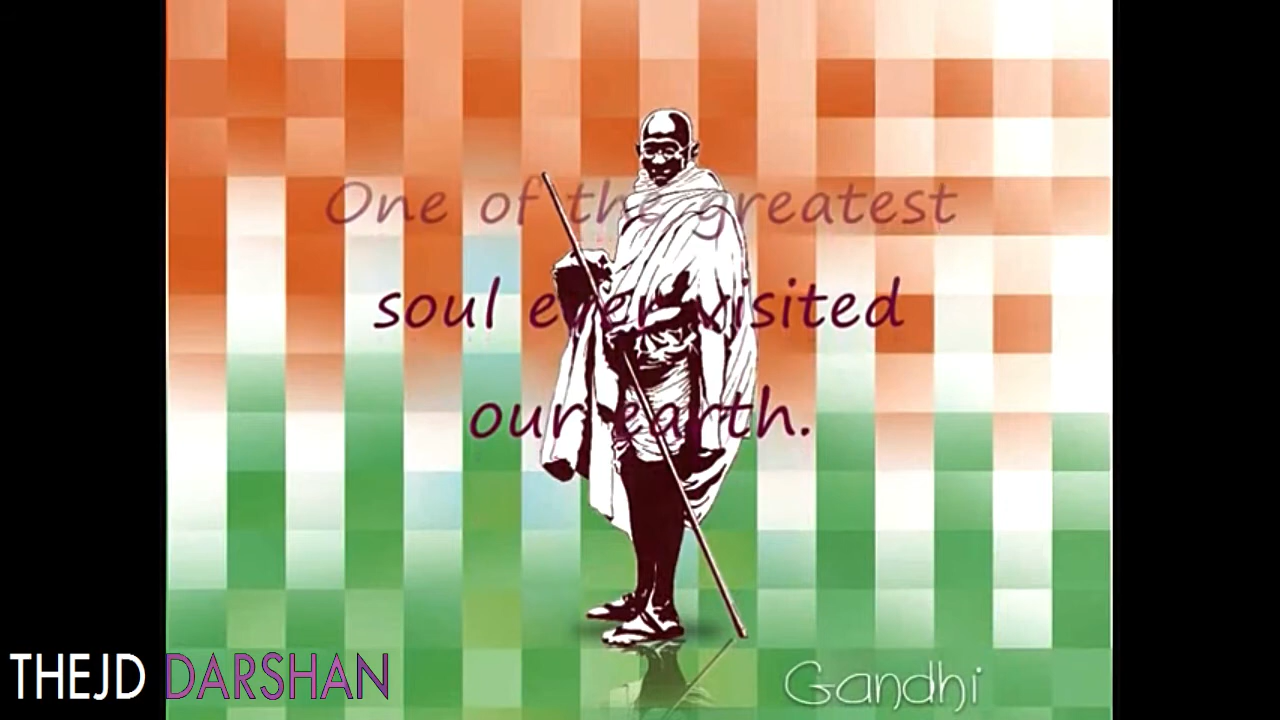 One of the greatest
soul ever visited
our earth.
THEJD DARSHAN
Gandhi